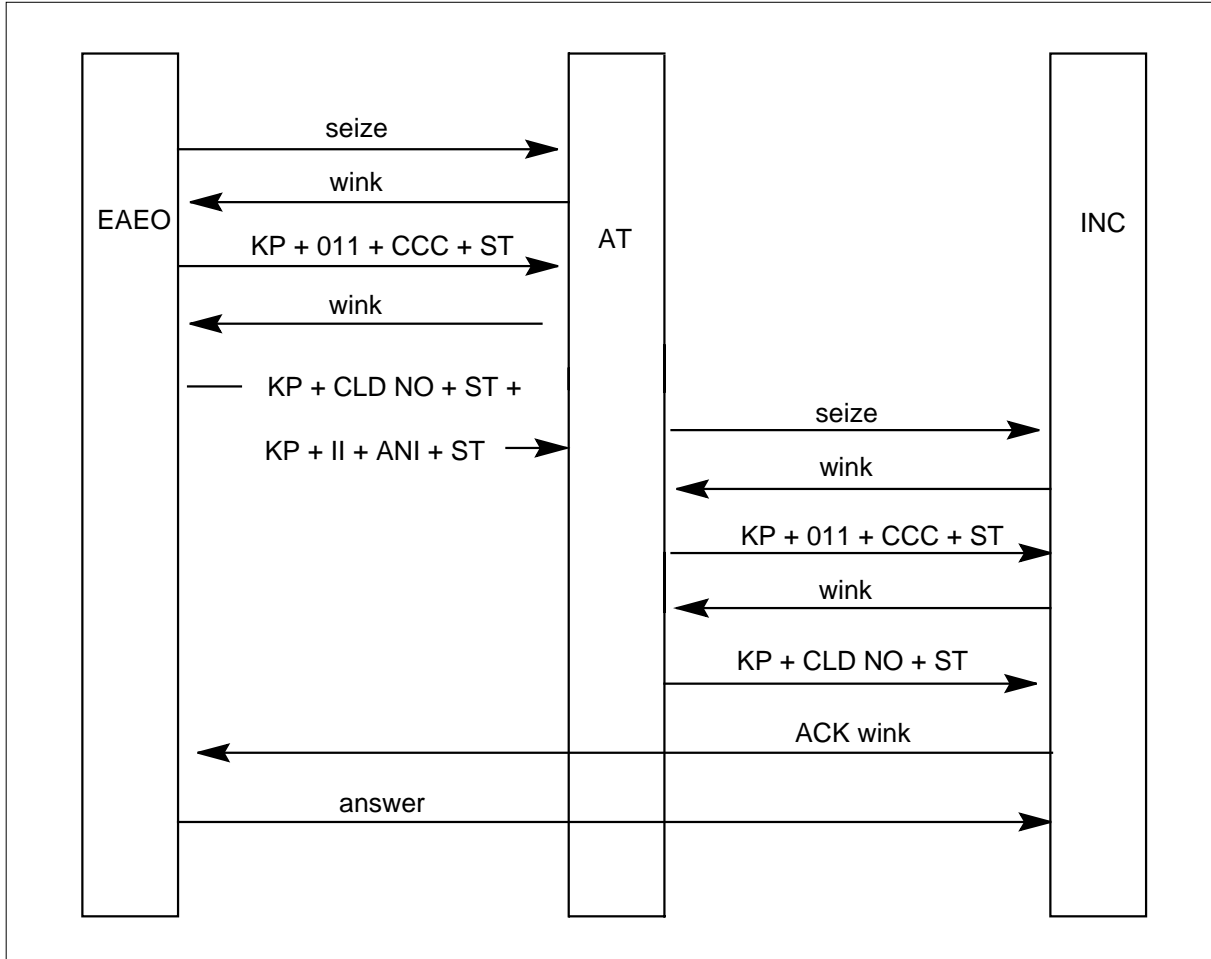 seize
wink
EAEO
AT
INC
KP + 011 + CCC + ST
wink
KP + CLD NO + ST +
KP + II + ANI + ST
seize
wink
KP + 011 + CCC + ST
wink
KP + CLD NO + ST
ACK wink
answer